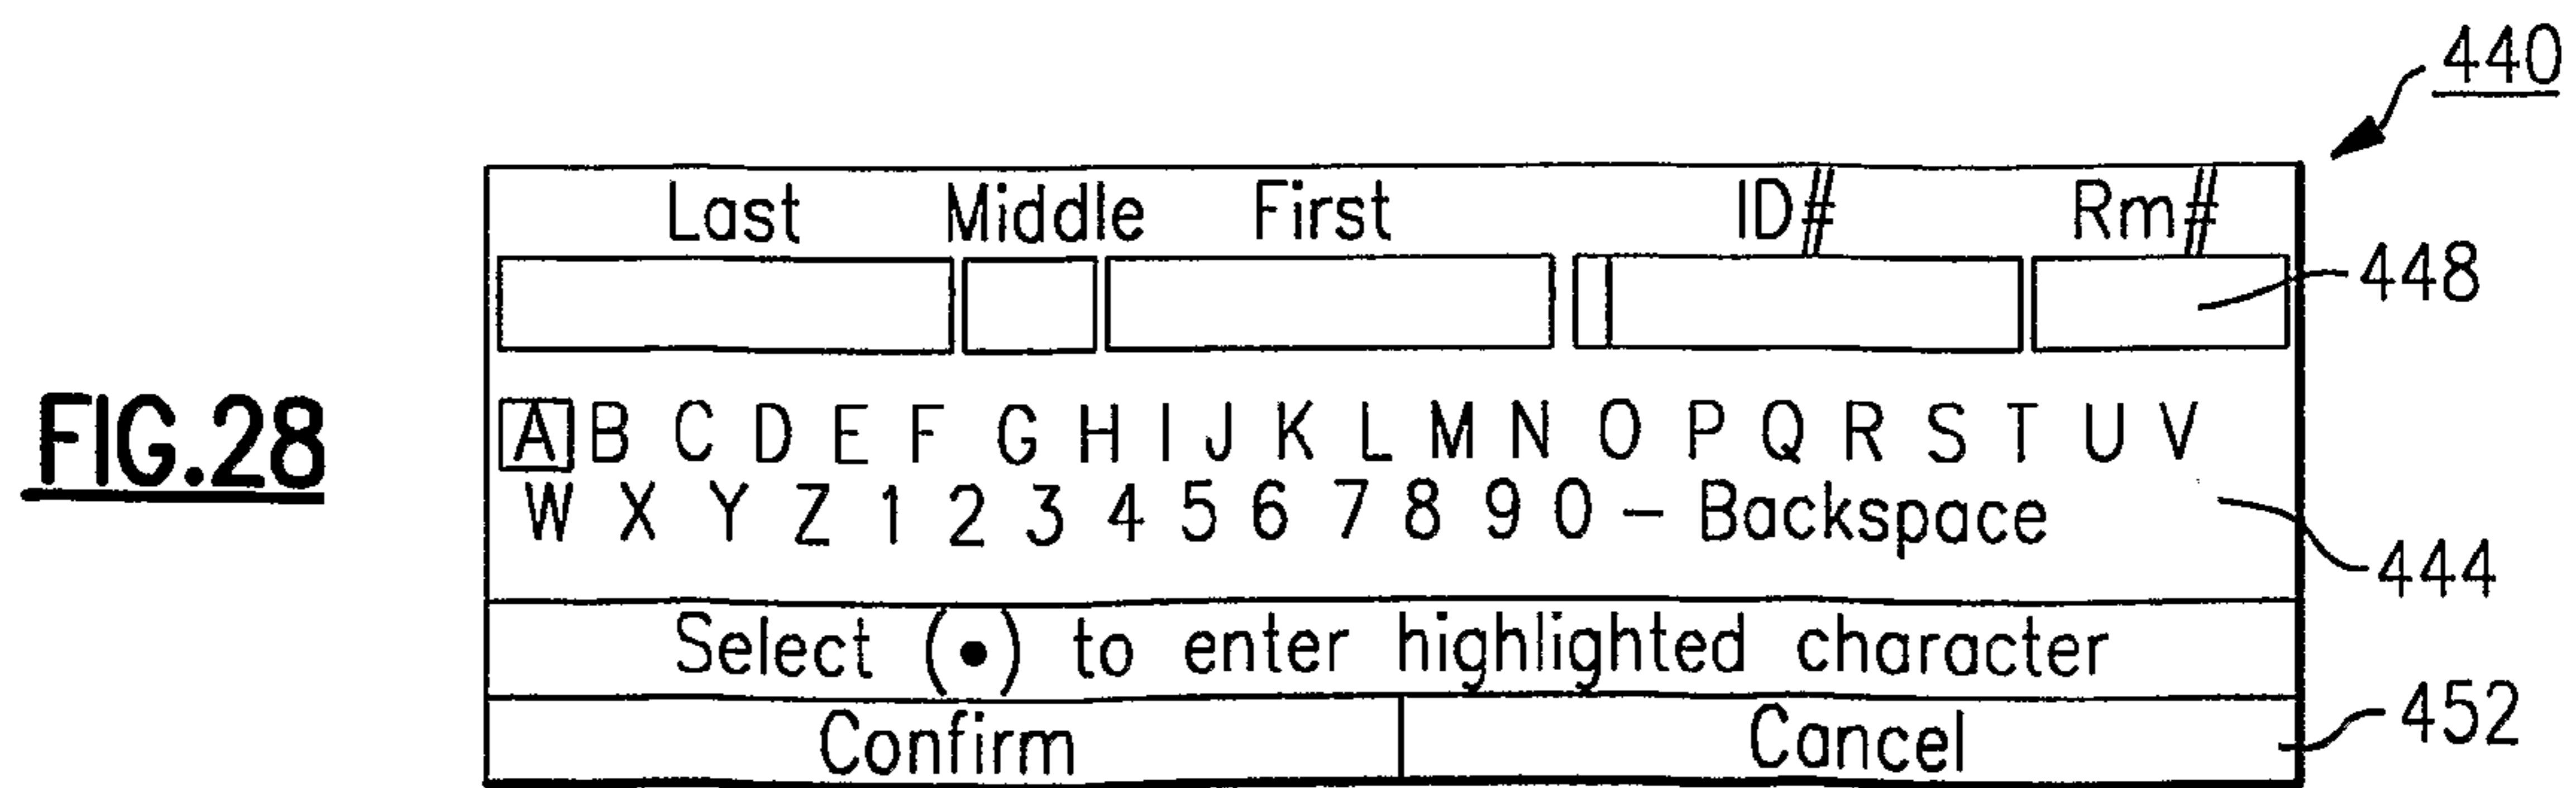 440
Last Middle First ID# Rm#
448
FIG.28
A B C D E F G H I J K L M N O P Q R S T U V
W X Y Z 1 2 3 4 5 6 7 8 9 0 - Backspace
444
Select (•) to enter highlighted character
Confirm Cancel
452